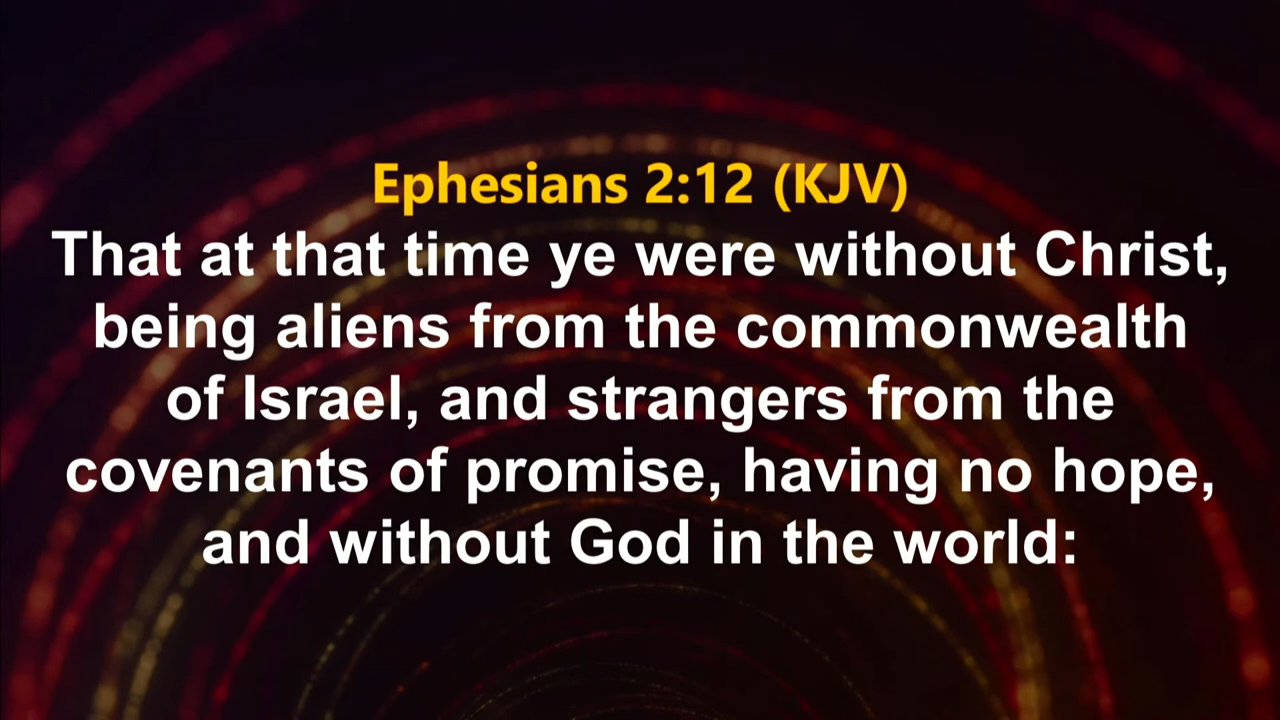 Ephesians 2:12 (KJV)
That at that time ye were without Christ,
being aliens from the commonwealth
of Israel, and strangers from the
covenants of promise, having no hope,
and without God in the world: